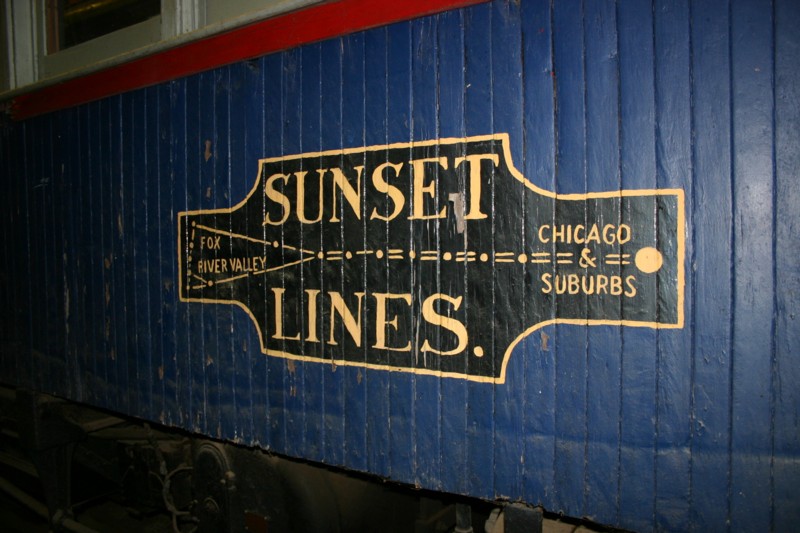 SUNSET
LINES.
FOX
RIVER VALLEY
CHICAGO
&
SUBURBS